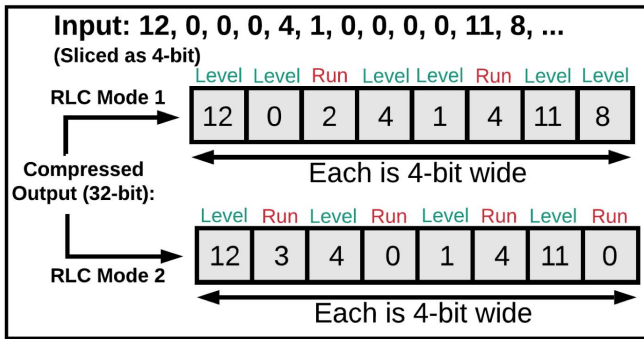 Input: 12, 0, 0, 0, 4, 1, 0, 0, 0, 0, 11, 8, ...
(Sliced as 4-bit)
Level Level Run Level Level Run Level Level
RLC Mode 1
12 0 2 4 1 4 11 8
Each is 4-bit wide
Compressed
Output (32-bit):
Level Run Level Run Level Run Level Run
12 3 4 0 1 4 11 0
RLC Mode 2
Each is 4-bit wide